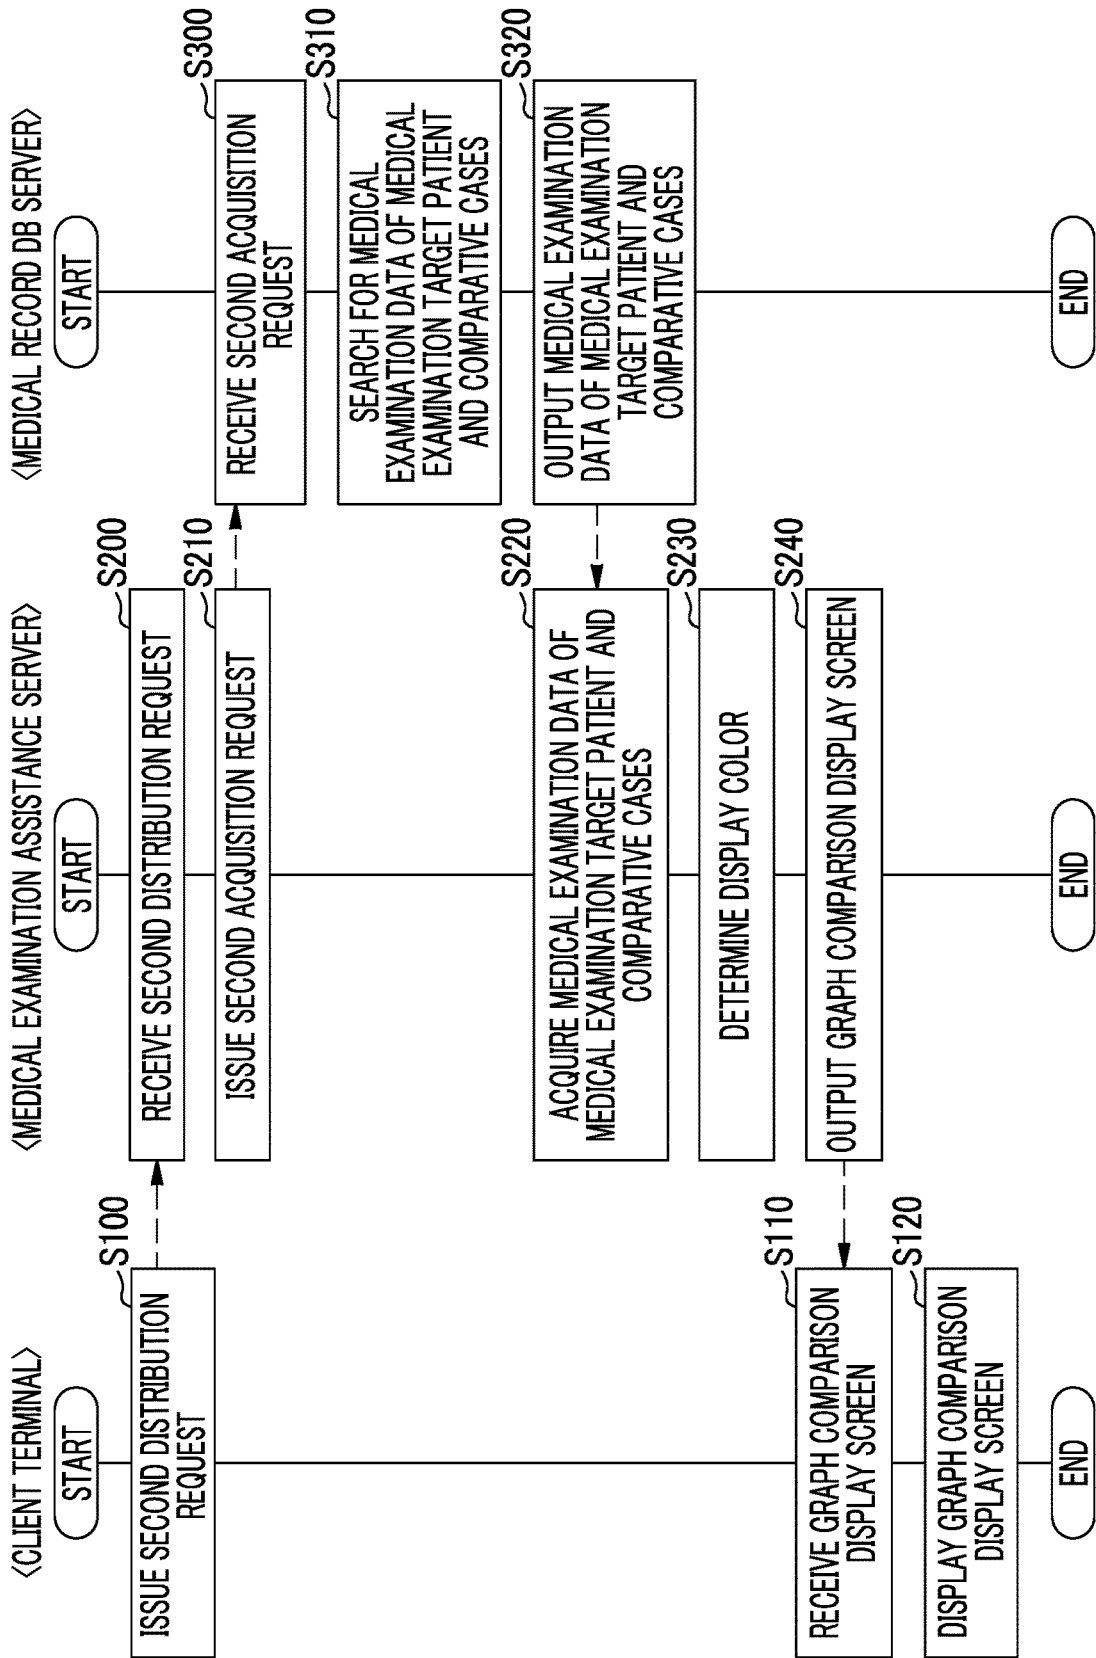 <CLIENT TERMINAL>
START
S100
ISSUE SECOND DISTRIBUTION
REQUEST
S110
RECEIVE GRAPH COMPARISON
DISPLAY SCREEN
S120
DISPLAY GRAPH COMPARISON
DISPLAY SCREEN
END
<MEDICAL EXAMINATION ASSISTANCE SERVER>
START
S200
RECEIVE SECOND DISTRIBUTION REQUEST
S210
ISSUE SECOND ACQUISITION REQUEST
S220
ACQUIRE MEDICAL EXAMINATION DATA OF
MEDICAL EXAMINATION TARGET PATIENT AND
COMPARATIVE CASES
S230
DETERMINE DISPLAY COLOR
S240
OUTPUT GRAPH COMPARISON DISPLAY SCREEN
END
<MEDICAL RECORD DB SERVER>
START
S300
RECEIVE SECOND ACQUISITION
REQUEST
S310
SEARCH FOR MEDICAL
EXAMINATION DATA OF MEDICAL
EXAMINATION TARGET PATIENT
AND COMPARATIVE CASES
S320
OUTPUT MEDICAL EXAMINATION
DATA OF MEDICAL EXAMINATION
TARGET PATIENT AND
COMPARATIVE CASES
END